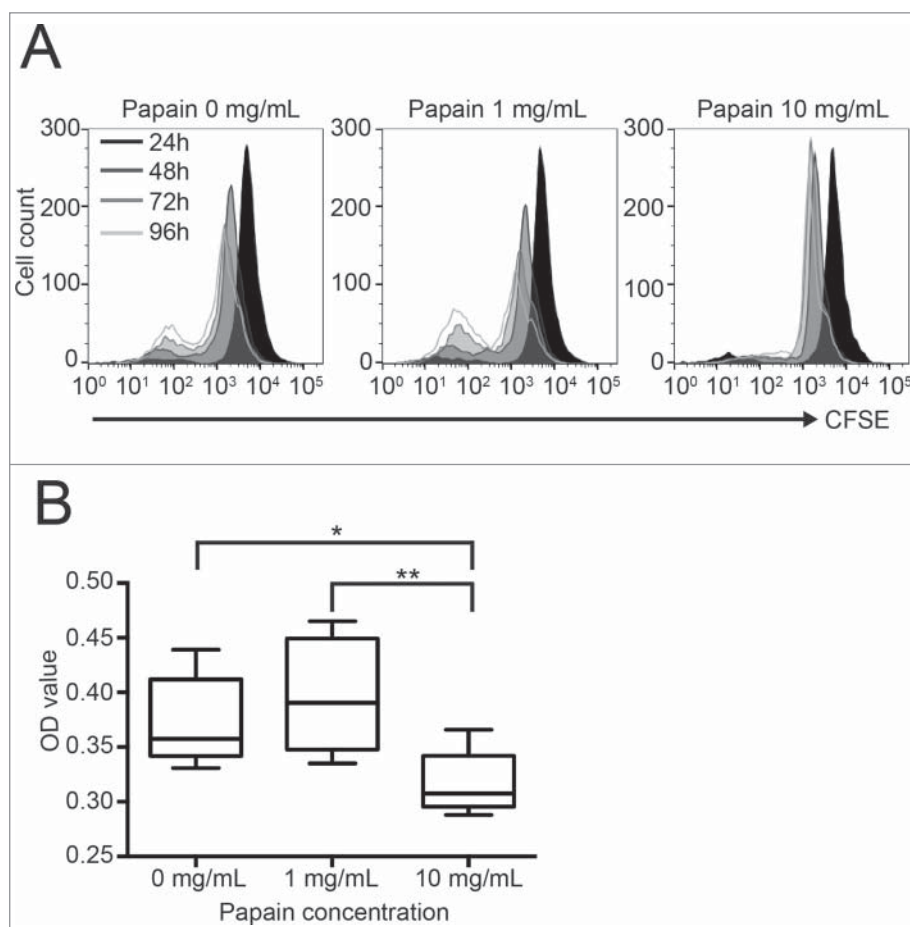 A
Papain 0 mg/mL Papain 1 mg/mL Papain 10 mg/mL
300 300 300
24h
48h
72h
96h
200 200 200
100 100 100
0 0 0
Cell count
10⁰ 10¹ 10² 10³ 10⁴ 10⁵ 10⁰ 10¹ 10² 10³ 10⁴ 10⁵ 10⁰ 10¹ 10² 10³ 10⁴ 10⁵
CFSE
B
*
**
0.50
0.45
0.40
0.35
0.30
0.25
OD value
0 mg/mL 1 mg/mL 10 mg/mL
Papain concentration